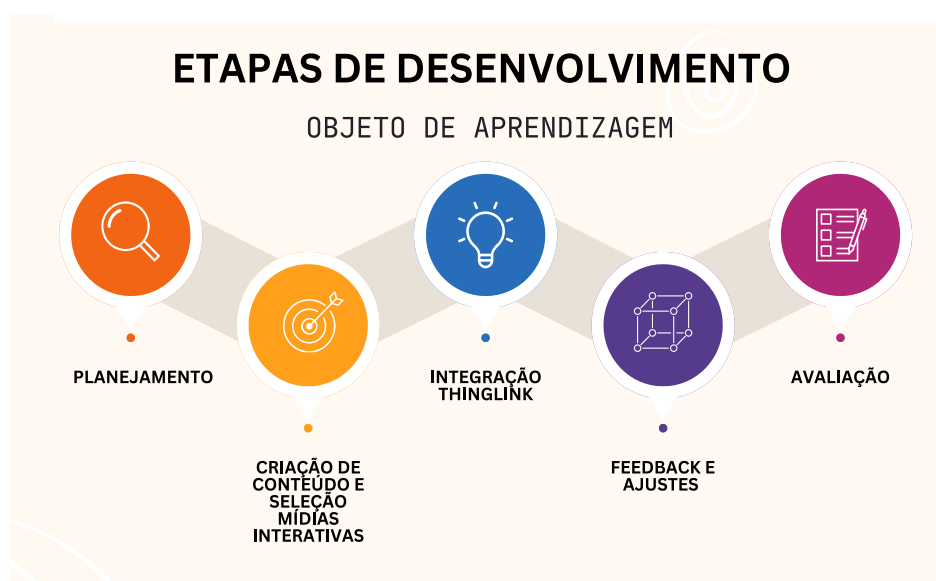 ETAPAS DE DESENVOLVIMENTO
OBJETO DE APRENDIZAGEM
PLANEJAMENTO
CRIAÇÃO DE
CONTEÚDO E
SELEÇÃO
MÍDIAS
INTERATIVAS
INTEGRAÇÃO
THINGLINK
FEEDBACK E
AJUSTES
AVALIAÇÃO